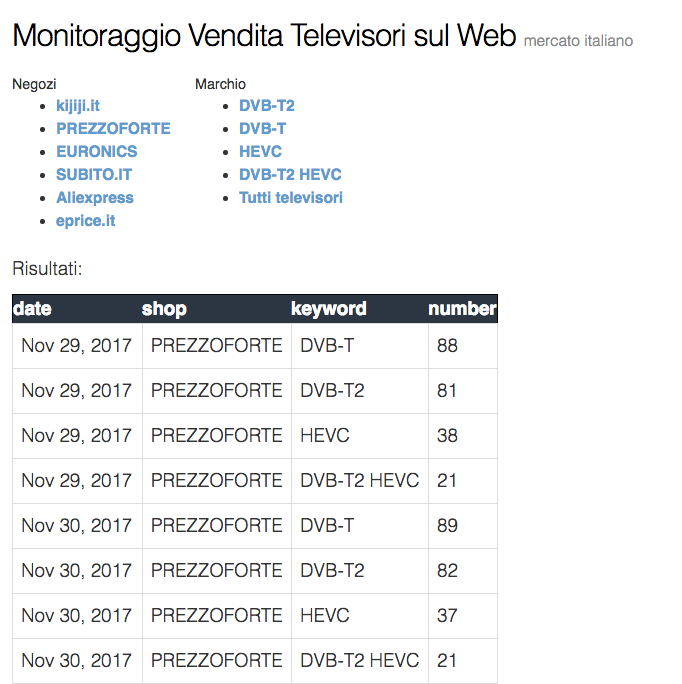 Monitoraggio Vendita Televisori sul Web mercato italiano
Negozi
kijiji.it
PREZZOFORTE
EURONICS
SUBITO.IT
Aliexpress
eprice.it
Marchio
DVB-T2
DVB-T
HEVC
DVB-T2 HEVC
Tutti televisori
Risultati:
date shop keyword number
Nov 29, 2017 PREZZOFORTE DVB-T 88
Nov 29, 2017 PREZZOFORTE DVB-T2 81
Nov 29, 2017 PREZZOFORTE HEVC 38
Nov 29, 2017 PREZZOFORTE DVB-T2 HEVC 21
Nov 30, 2017 PREZZOFORTE DVB-T 89
Nov 30, 2017 PREZZOFORTE DVB-T2 82
Nov 30, 2017 PREZZOFORTE HEVC 37
Nov 30, 2017 PREZZOFORTE DVB-T2 HEVC 21